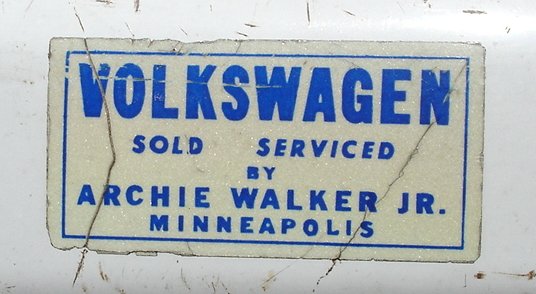 VOLKSWAGEN
SOLD SERVICED
BY
ARCHIE WALKER JR.
MINNEAPOLIS